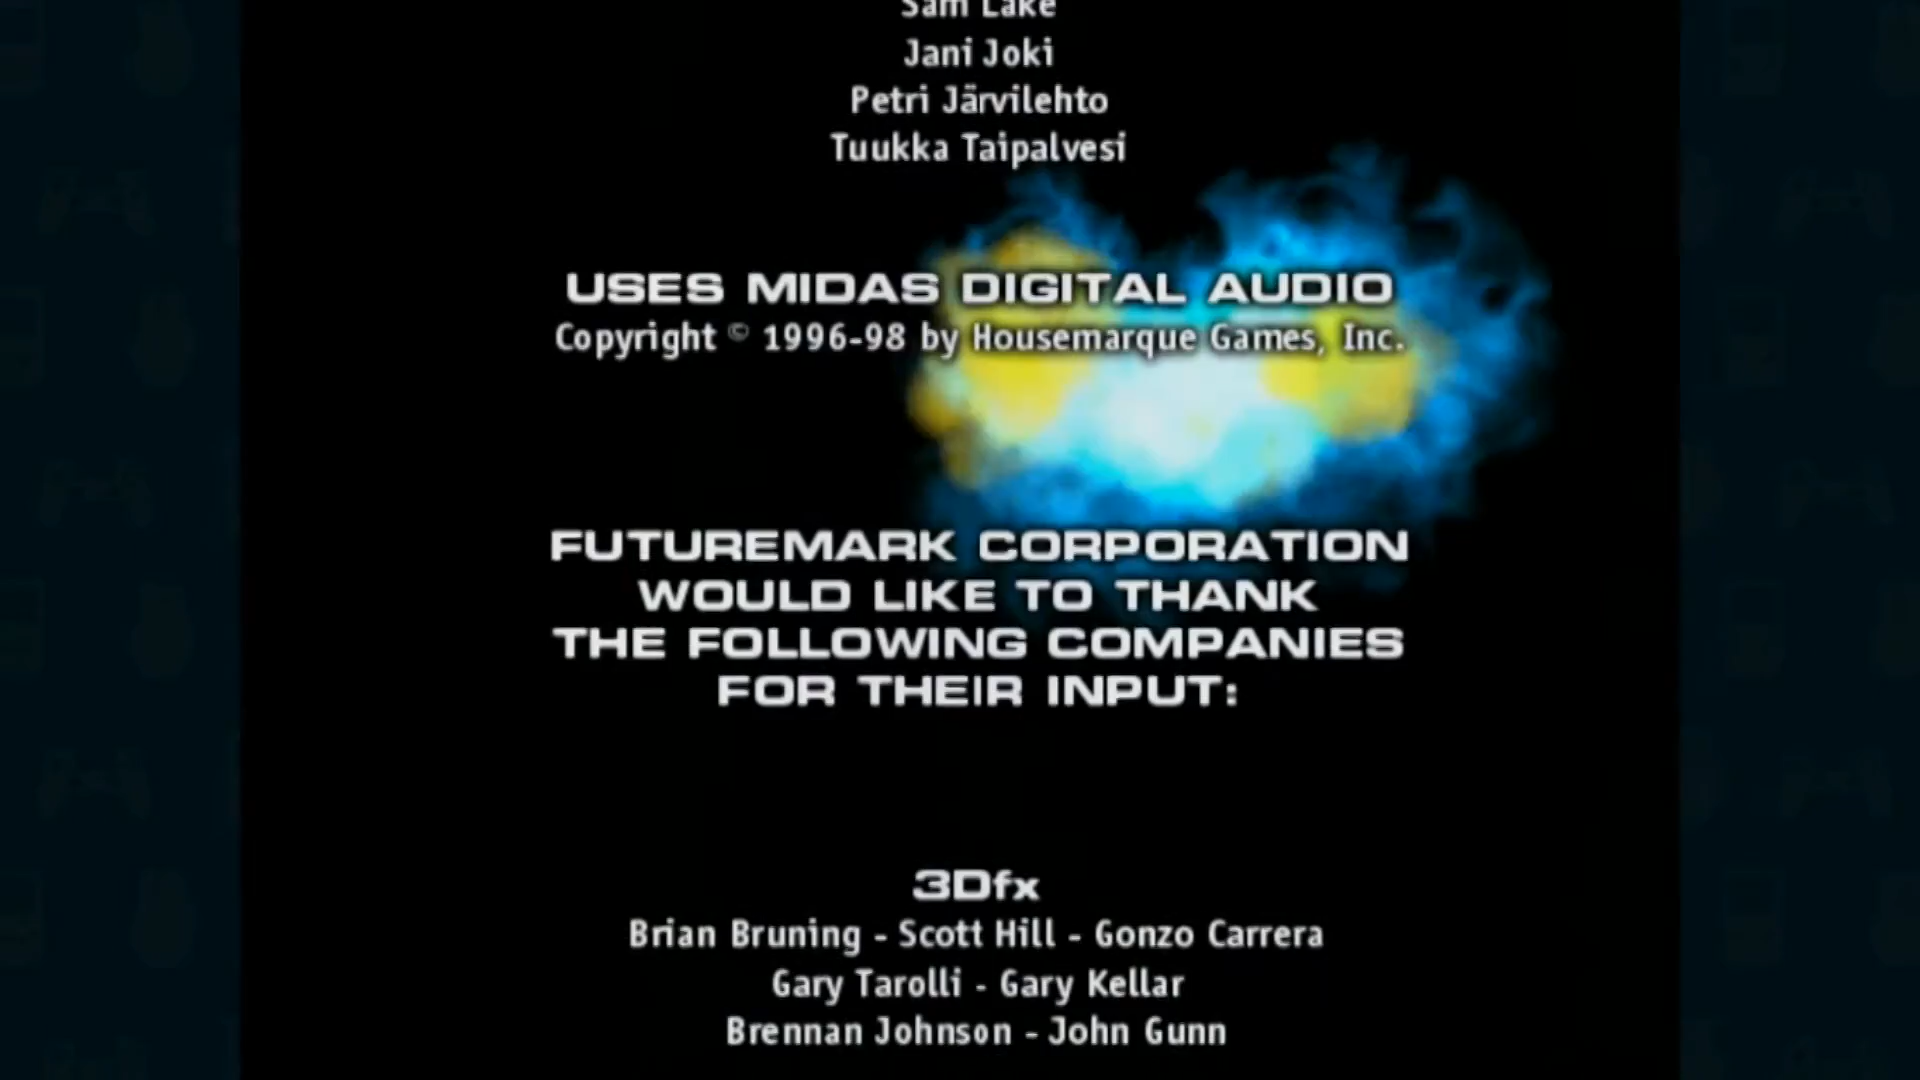 Sam Lake
Jani Joki
Petri Järvilehto
Tuukka Taipalvesi
USES MIDAS DIGITAL AUDIO
Copyright © 1996-98 by Housemarque Games, Inc.
FUTUREMARK CORPORATION
WOULD LIKE TO THANK
THE FOLLOWING COMPANIES
FOR THEIR INPUT:
3Dfx
Brian Bruning - Scott Hill - Gonzo Carrera
Gary Tarolli - Gary Kellar
Brennan Johnson - John Gunn